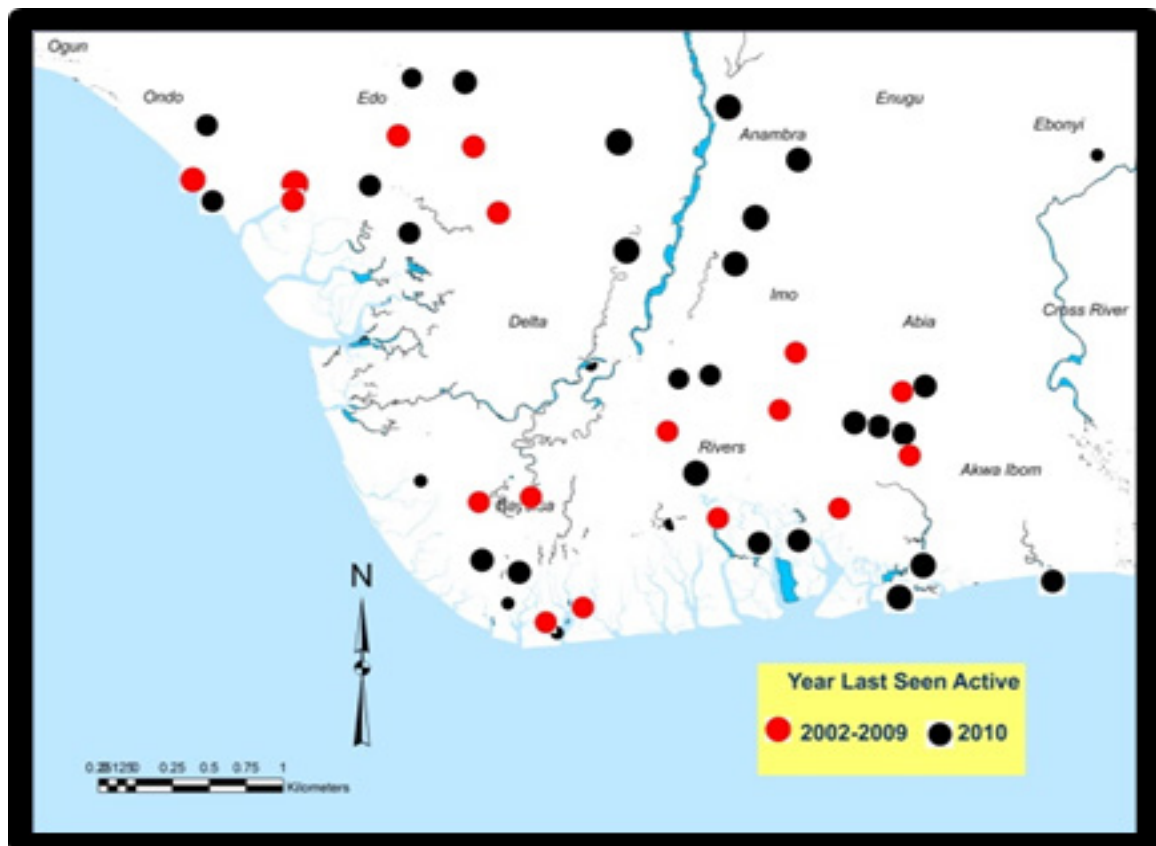 Ogun
Ondo
Edo
Enugu
Anambra
Ebonyi
Imo
Delta
Abia
Cross River
Rivers
Akwa Ibom
N
Year Last Seen Active
2002-2009
2010
0.25 0.5 0.75 1
Kilometers